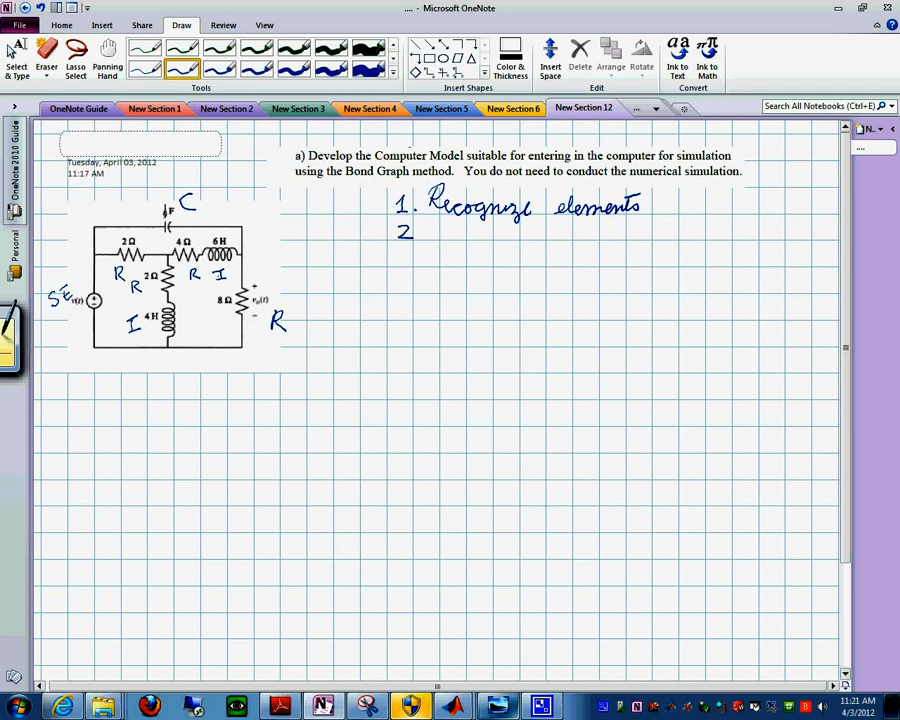 .... - Microsoft OneNote
File Home Insert Share Draw Review View
Select & Type
Eraser
Lasso Select
Panning Hand
Color & Thickness
Insert Space
Delete
Arrange
Rotate
Ink to Text
Ink to Math
Tools
Insert Shapes
Edit
Convert
OneNote Guide New Section 1 New Section 2 New Section 3 New Section 4 New Section 5 New Section 6 New Section 12 ...
Search All Notebooks (Ctrl+E)
N..
....
OneNote 2010 Guide
Personal
Tuesday, April 03, 2012
11:17 AM
a) Develop the Computer Model suitable for entering in the computer for simulation
using the Bond Graph method. You do not need to conduct the numerical simulation.
1. Recognize elements
2
C
F
2 Ω 4 Ω 6 H
R 2 Ω R I
R
SE v(t)
8 Ω vo(t)
+
−
I 4 H
R
11:21 AM
4/3/2012